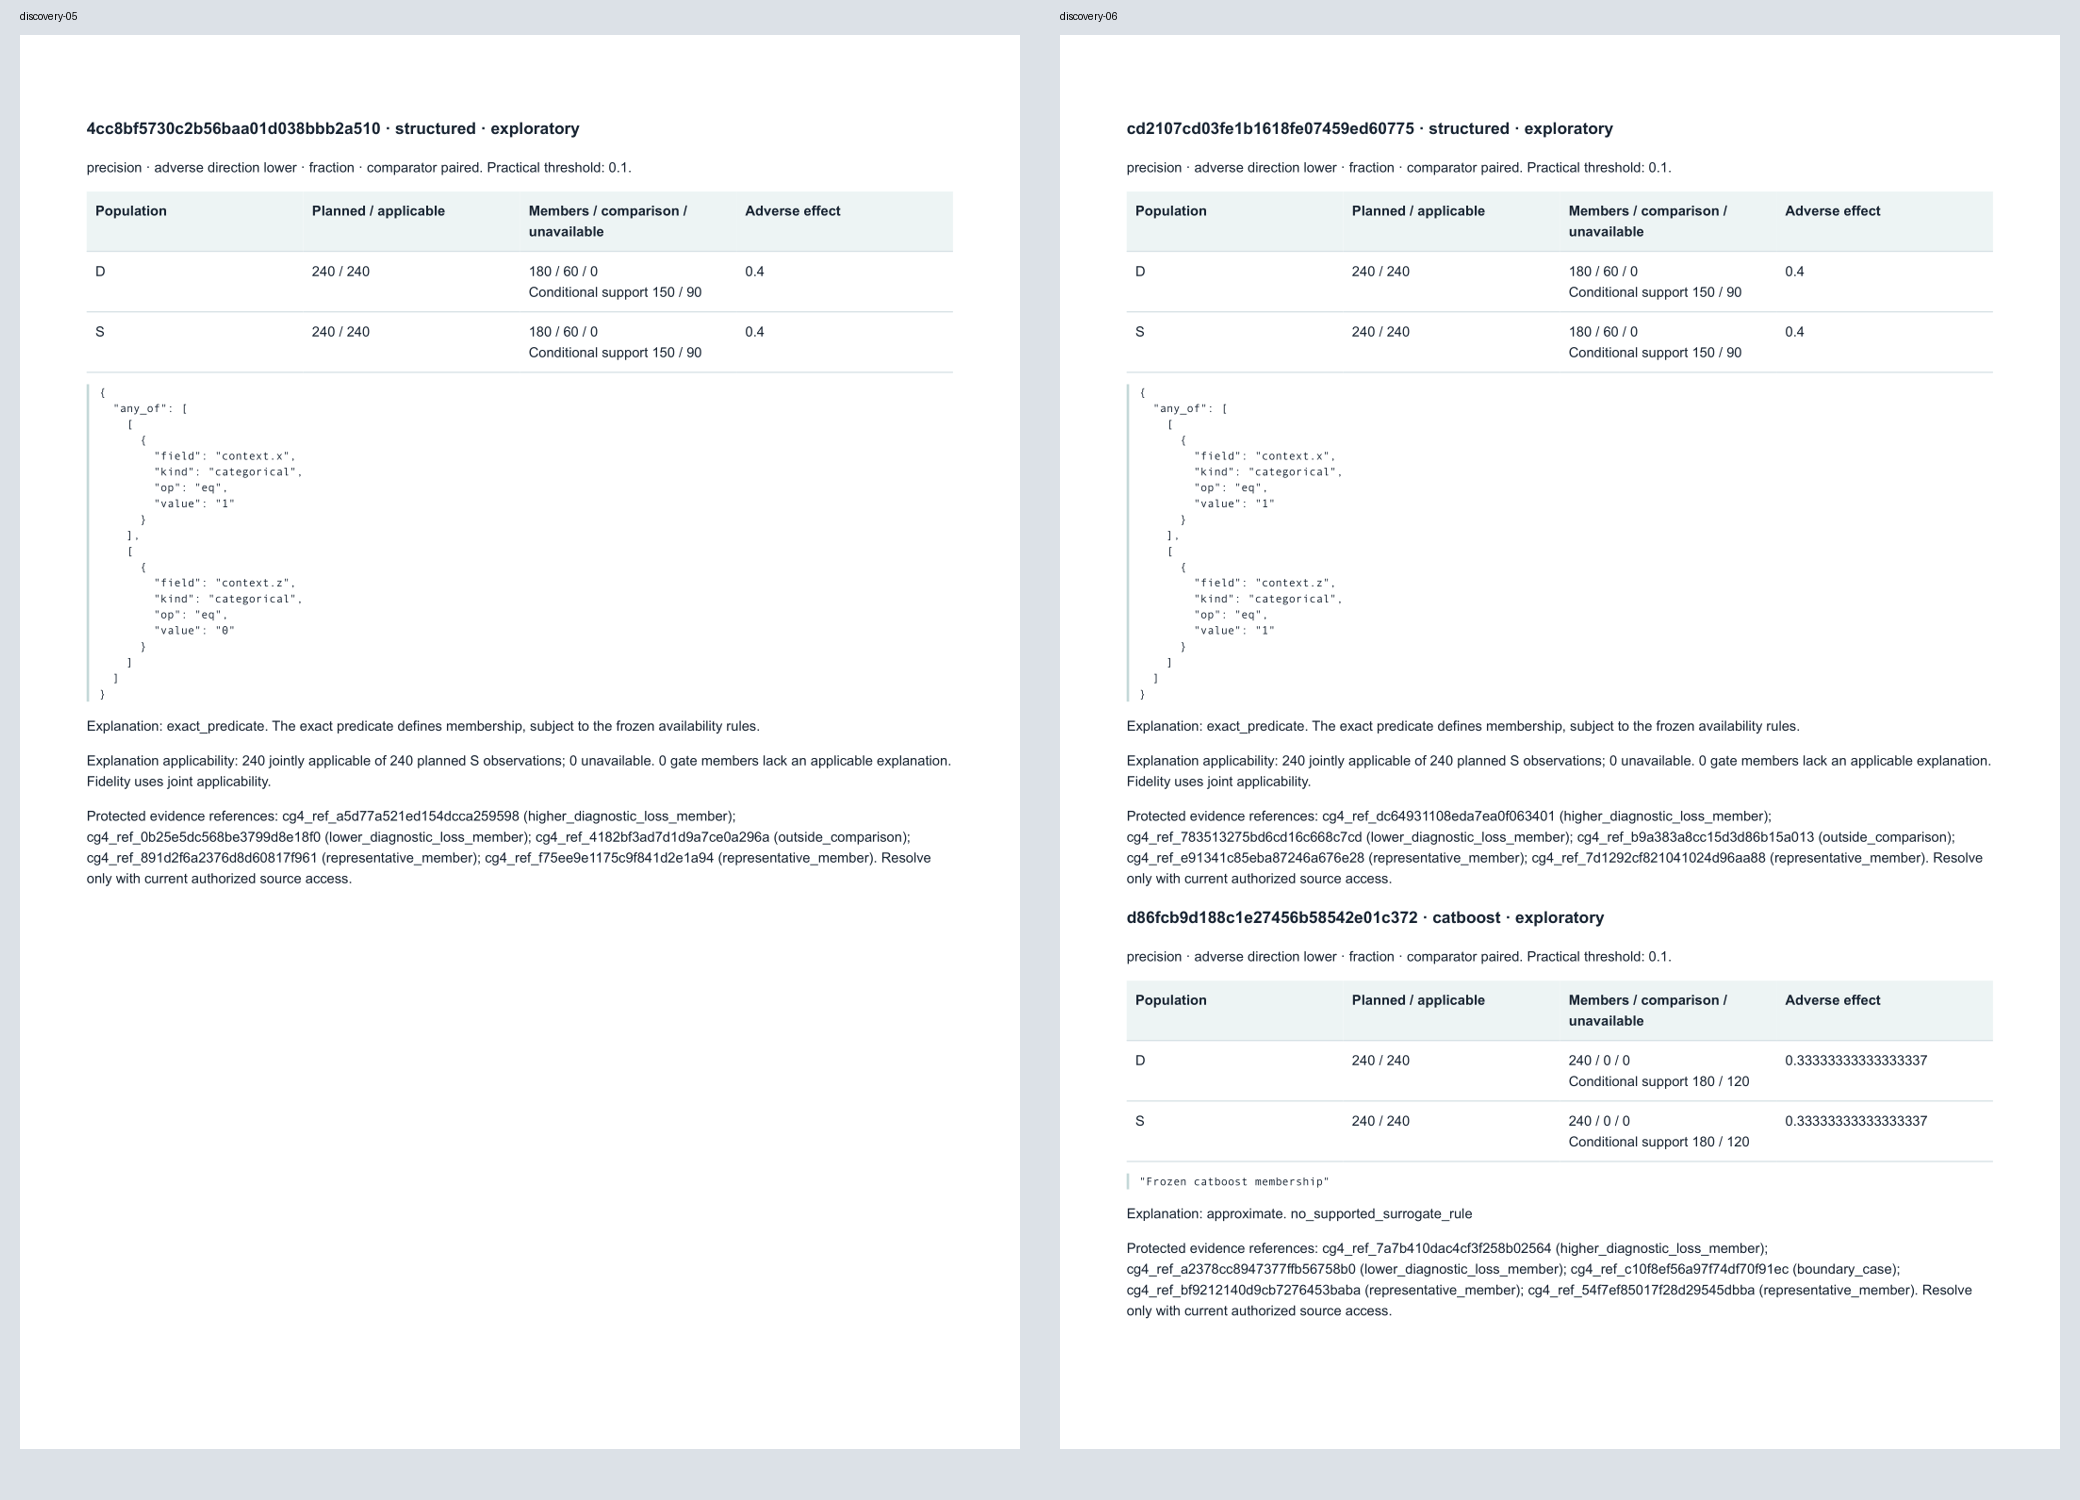 discovery-05
4cc8bf5730c2b56baa01d038bbb2a510 · structured · exploratory
precision · adverse direction lower · fraction · comparator paired. Practical threshold: 0.1.
Population Planned / applicable Members / comparison / unavailable Adverse effect
D 240 / 240 180 / 60 / 0 0.4
Conditional support 150 / 90
S 240 / 240 180 / 60 / 0 0.4
Conditional support 150 / 90
{
"any_of": [
[
{
"field": "context.x",
"kind": "categorical",
"op": "eq",
"value": "1"
}
],
[
{
"field": "context.z",
"kind": "categorical",
"op": "eq",
"value": "0"
}
]
]
}
Explanation: exact_predicate. The exact predicate defines membership, subject to the frozen availability rules.
Explanation applicability: 240 jointly applicable of 240 planned S observations; 0 unavailable. 0 gate members lack an applicable explanation.
Fidelity uses joint applicability.
Protected evidence references: cg4_ref_a5d77a521ed154dcca259598 (higher_diagnostic_loss_member);
cg4_ref_0b25e5dc568be3799d8e18f0 (lower_diagnostic_loss_member); cg4_ref_4182bf3ad7d1d9a7ce0a296a (outside_comparison);
cg4_ref_891d2f6a2376d8d60817f961 (representative_member); cg4_ref_f75ee9e1175c9f841d2e1a94 (representative_member). Resolve
only with current authorized source access.
discovery-06
cd2107cd03fe1b1618fe07459ed60775 · structured · exploratory
precision · adverse direction lower · fraction · comparator paired. Practical threshold: 0.1.
Population Planned / applicable Members / comparison / unavailable Adverse effect
D 240 / 240 180 / 60 / 0 0.4
Conditional support 150 / 90
S 240 / 240 180 / 60 / 0 0.4
Conditional support 150 / 90
{
"any_of": [
[
{
"field": "context.x",
"kind": "categorical",
"op": "eq",
"value": "1"
}
],
[
{
"field": "context.z",
"kind": "categorical",
"op": "eq",
"value": "1"
}
]
]
}
Explanation: exact_predicate. The exact predicate defines membership, subject to the frozen availability rules.
Explanation applicability: 240 jointly applicable of 240 planned S observations; 0 unavailable. 0 gate members lack an applicable explanation.
Fidelity uses joint applicability.
Protected evidence references: cg4_ref_dc64931108eda7ea0f063401 (higher_diagnostic_loss_member);
cg4_ref_783513275bd6cd16c668c7cd (lower_diagnostic_loss_member); cg4_ref_b9a383a8cc15d3d86b15a013 (outside_comparison);
cg4_ref_e91341c85eba87246a676e28 (representative_member); cg4_ref_7d1292cf821041024d96aa88 (representative_member). Resolve
only with current authorized source access.
d86fcb9d188c1e27456b58542e01c372 · catboost · exploratory
precision · adverse direction lower · fraction · comparator paired. Practical threshold: 0.1.
Population Planned / applicable Members / comparison / unavailable Adverse effect
D 240 / 240 240 / 0 / 0 0.33333333333333337
Conditional support 180 / 120
S 240 / 240 240 / 0 / 0 0.33333333333333337
Conditional support 180 / 120
"Frozen catboost membership"
Explanation: approximate. no_supported_surrogate_rule
Protected evidence references: cg4_ref_7a7b410dac4cf3f258b02564 (higher_diagnostic_loss_member);
cg4_ref_a2378cc8947377ffb56758b0 (lower_diagnostic_loss_member); cg4_ref_c10f8ef56a97f74df70f91ec (boundary_case);
cg4_ref_bf9212140d9cb7276453baba (representative_member); cg4_ref_54f7ef85017f28d29545dbba (representative_member). Resolve
only with current authorized source access.